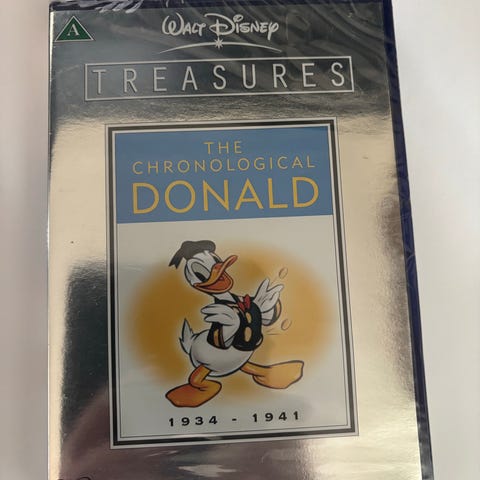 A
WALT DISNEY
TREASURES
THE
CHRONOLOGICAL
DONALD
1934 - 1941